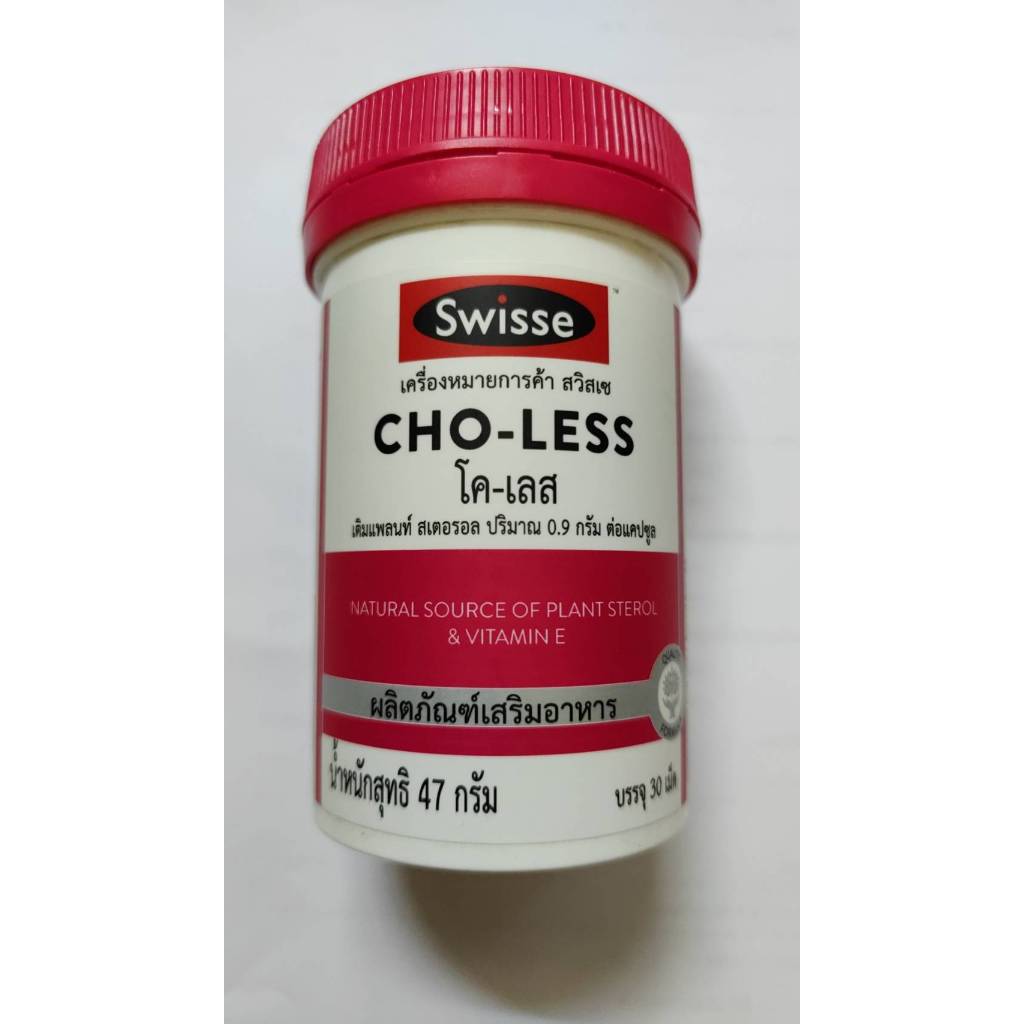 Swisse
™
เครื่องหมายการค้า สวิสเซ
CHO-LESS
โค-เลส
เติมแพลนท์ สเตอรอล ปริมาณ 0.9 กรัม ต่อแคปซูล
NATURAL SOURCE OF PLANT STEROL
& VITAMIN E
ผลิตภัณฑ์เสริมอาหาร
น้ำหนักสุทธิ 47 กรัม
บรรจุ 30 เม็ด